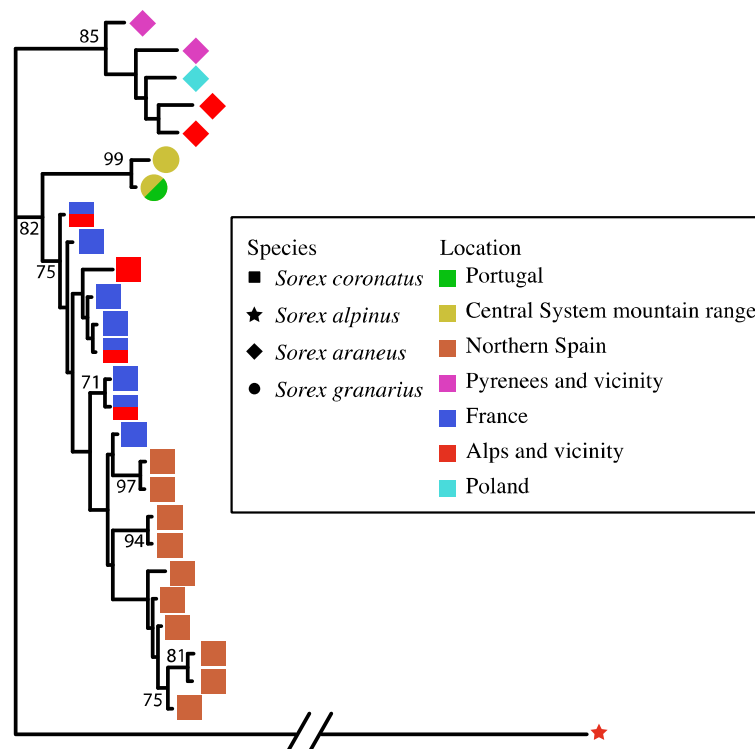 85
99
82
75
71
97
94
81
75
Species
Sorex coronatus
Sorex alpinus
Sorex araneus
Sorex granarius
Location
Portugal
Central System mountain range
Northern Spain
Pyrenees and vicinity
France
Alps and vicinity
Poland